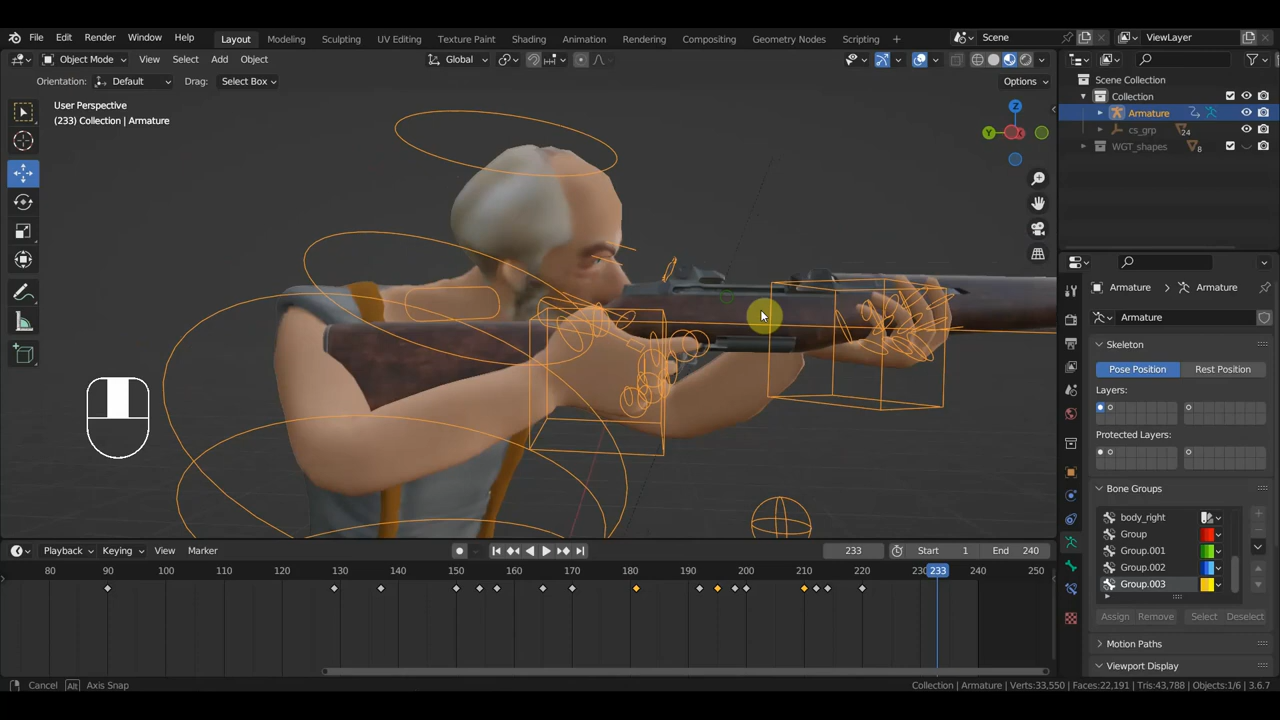 File Edit Render Window Help Layout Modeling Sculpting UV Editing Texture Paint Shading Animation Rendering Compositing Geometry Nodes Scripting + Scene ViewLayer
Object Mode View Select Add Object Global
Orientation: Default Drag: Select Box Options
User Perspective
(233) Collection | Armature
Z
Y
Scene Collection
Collection
Armature
cs_grp 24
WGT_shapes 8
Armature > Armature
Armature
Skeleton
Pose Position Rest Position
Layers:
Protected Layers:
Bone Groups
body_right
Group
Group.001
Group.002
Group.003
Assign Remove Select Deselect
Motion Paths
Viewport Display
Playback Keying View Marker 233 Start 1 End 240
80 90 100 110 120 130 140 150 160 170 180 190 200 210 220 233 240 250
Cancel Alt Axis Snap Collection | Armature | Verts:33,550 | Faces:22,191 | Tris:43,788 | Objects:1/6 | 3.6.7